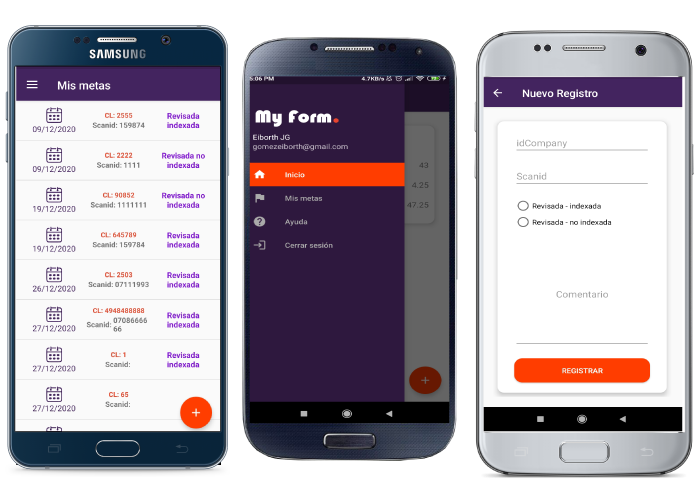 SAMSUNG
Mis metas
09/12/2020
CL: 2555
Scanid: 159874
Revisada
indexada
09/12/2020
CL: 2222
Scanid: 1111
Revisada no
indexada
19/12/2020
CL: 90852
Scanid: 1111111
Revisada no
indexada
19/12/2020
CL: 645789
Scanid: 159784
Revisada
indexada
26/12/2020
CL: 2503
Scanid: 07111993
Revisada
indexada
27/12/2020
CL: 4948488888
Scanid: 07086666
66
Revisada
indexada
27/12/2020
CL: 1
Scanid:
Revisada
indexada
27/12/2020
CL: 65
Scanid:
+
5:06 PM
4.7KB/s
My Form.
Eiborth JG
gomezeiborth@gmail.com
Inicio
Mis metas
Ayuda
Cerrar sesión
43
4.25
47.25
+
Nuevo Registro
idCompany
Scanid
Revisada - indexada
Revisada - no indexada
Comentario
REGISTRAR